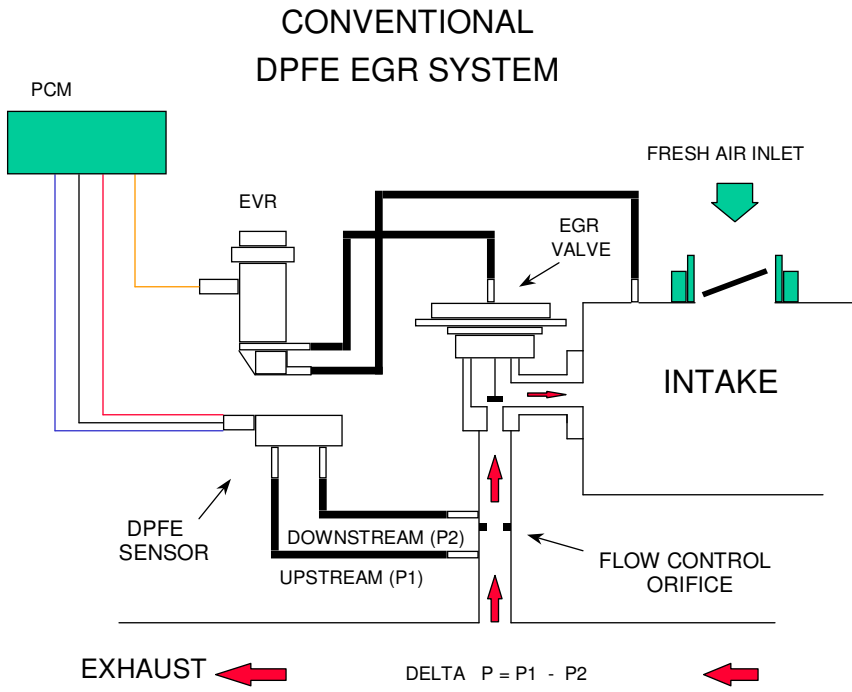 CONVENTIONAL
DPFE EGR SYSTEM
PCM
FRESH AIR INLET
EVR
EGR
VALVE
INTAKE
DPFE
SENSOR
DOWNSTREAM (P2)
UPSTREAM (P1)
FLOW CONTROL
ORIFICE
EXHAUST
DELTA P = P1 - P2